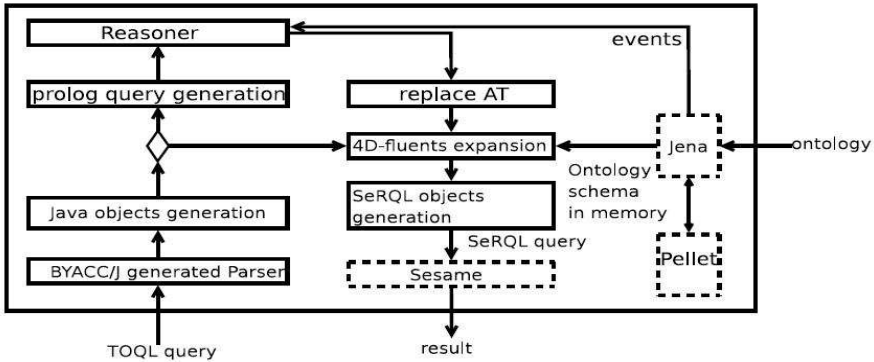 Reasoner
events
prolog query generation
replace AT
4D-fluents expansion
Jena
ontology
Ontology
schema
in memory
SeRQL objects
generation
Java objects generation
SeRQL query
Pellet
BYACC/J generated Parser
Sesame
TOQL query
result